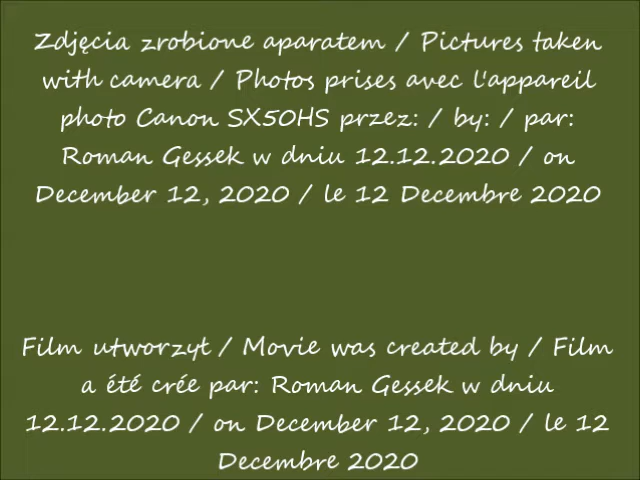 Zdjęcia zrobione aparatem / Pictures taken
with camera / Photos prises avec l'appareil
photo Canon SX50HS przez: / by: / par:
Roman Gessek w dniu 12.12.2020 / on
December 12, 2020 / le 12 Decembre 2020
Film utworzył / Movie was created by / Film
a été crée par: Roman Gessek w dniu
12.12.2020 / on December 12, 2020 / le 12
Decembre 2020